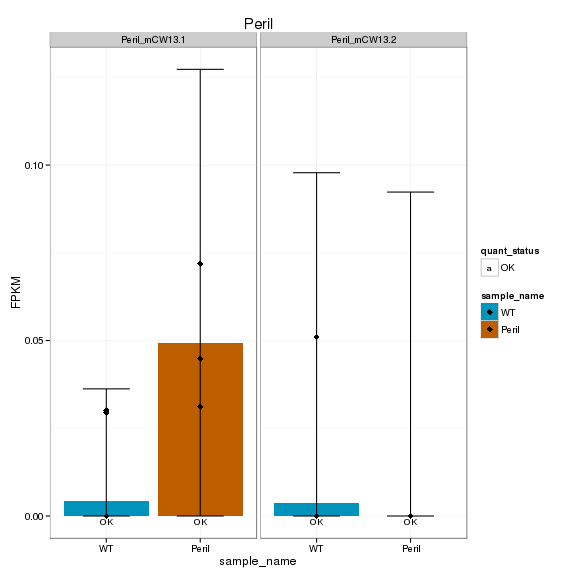 Peril
Peril_mCW13.1
Peril_mCW13.2
FPKM
0.10
0.05
0.00
OK
OK
OK
OK
WT
Peril
WT
Peril
sample_name
quant_status
a OK
sample_name
WT
Peril